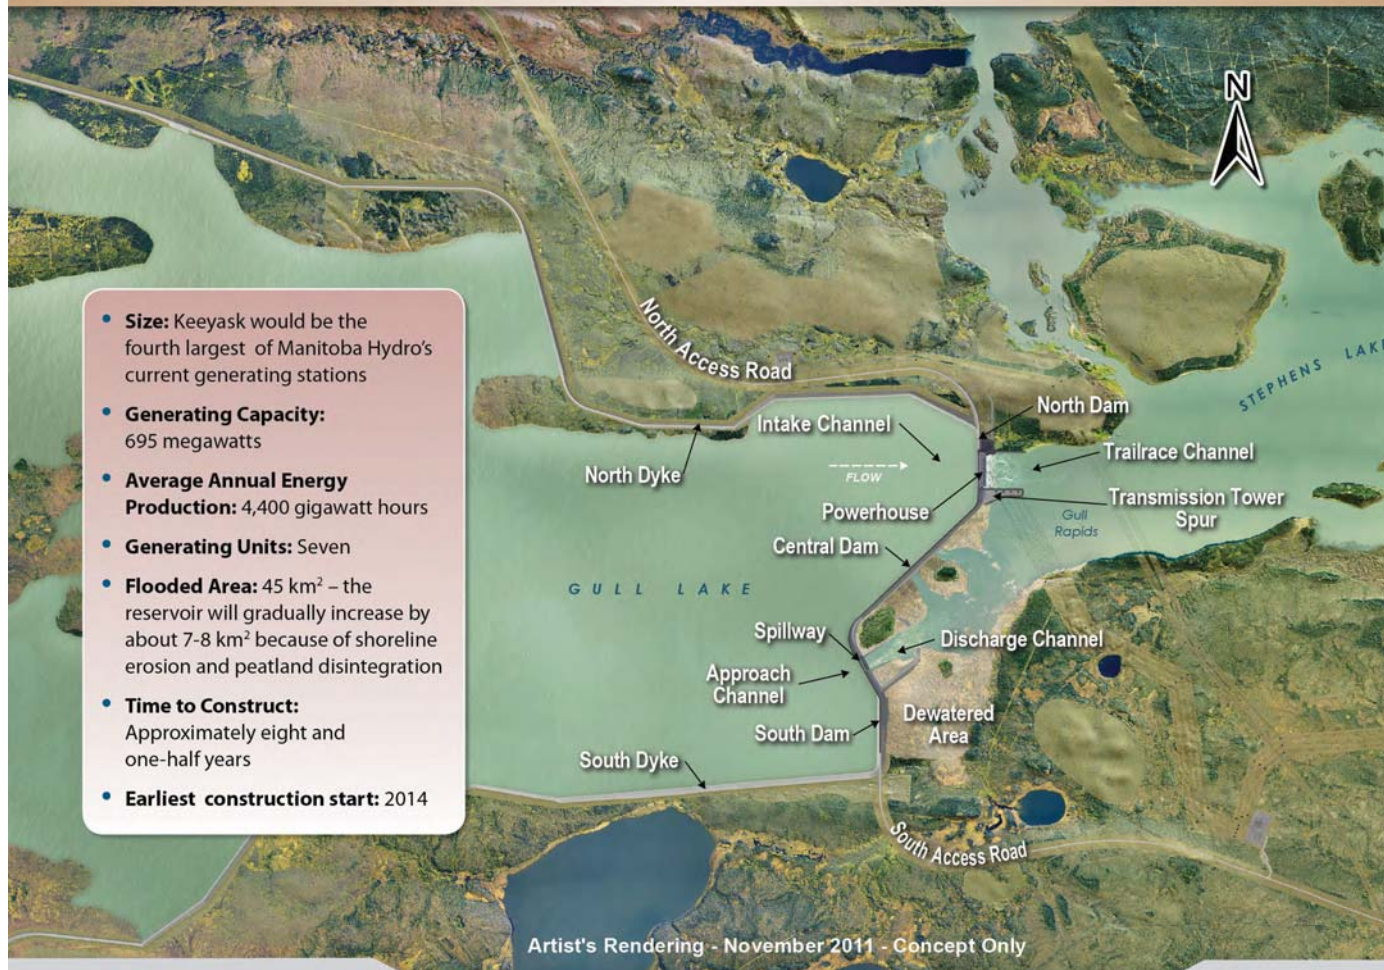 N
• Size: Keeyask would be the
fourth largest of Manitoba Hydro's
current generating stations
• Generating Capacity:
695 megawatts
• Average Annual Energy
Production: 4,400 gigawatt hours
• Generating Units: Seven
• Flooded Area: 45 km² – the
reservoir will gradually increase by
about 7-8 km² because of shoreline
erosion and peatland disintegration
• Time to Construct:
Approximately eight and
one-half years
• Earliest construction start: 2014
North Access Road
STEPHENS LAKE
North Dam
Intake Channel
Trailrace Channel
North Dyke
FLOW
Powerhouse
Transmission Tower
Spur
Gull
Rapids
Central Dam
GULL LAKE
Spillway
Discharge Channel
Approach
Channel
Dewatered
Area
South Dam
South Dyke
South Access Road
Artist's Rendering - November 2011 - Concept Only